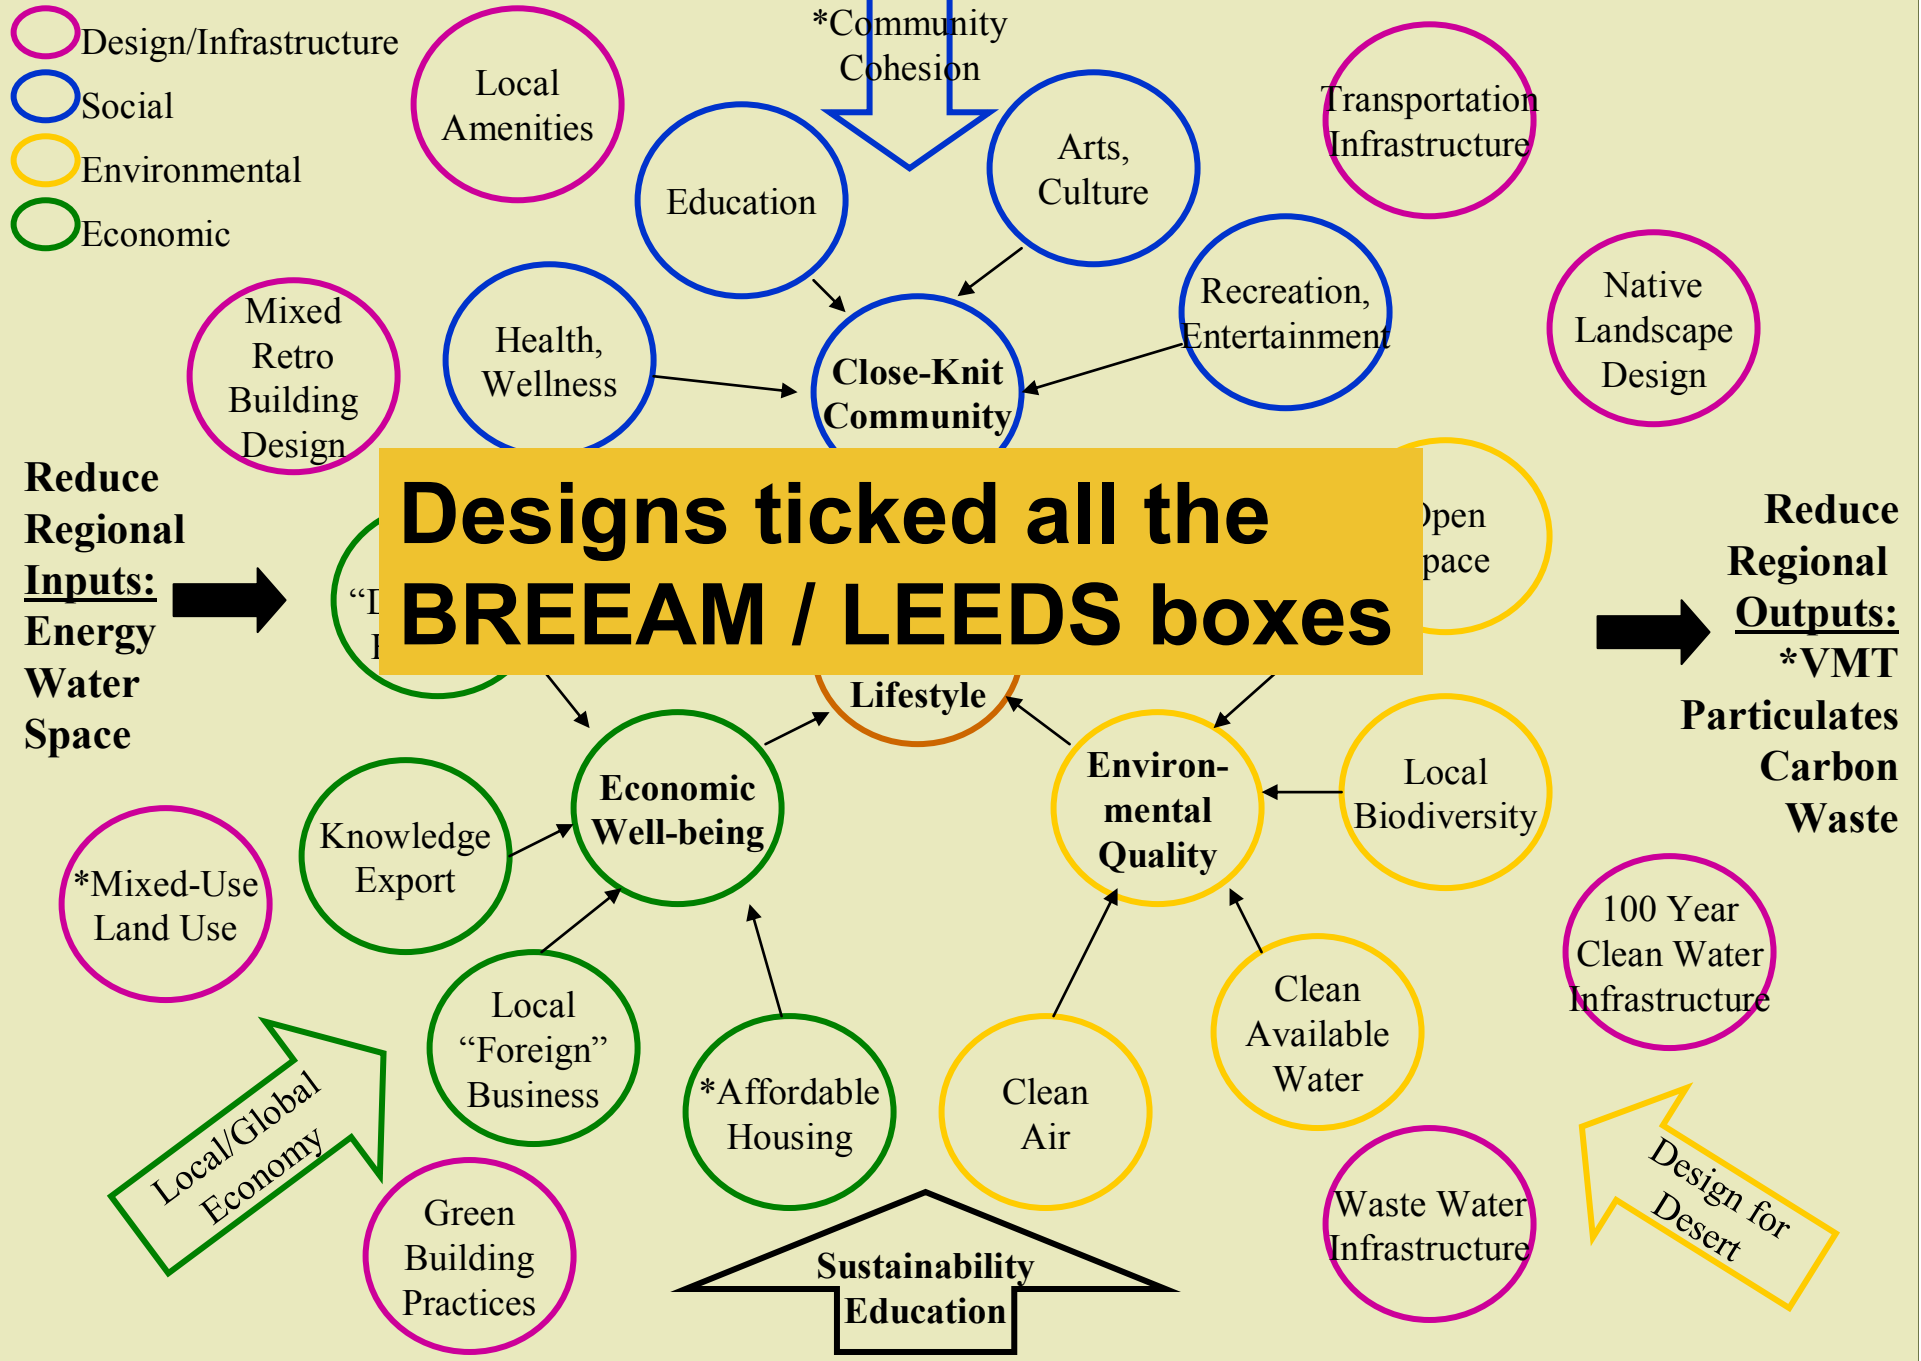 Design/Infrastructure
Social
Environmental
Economic
*Community
Cohesion
Local
Amenities
Education
Arts,
Culture
Transportation
Infrastructure
Mixed
Retro
Building
Design
Health,
Wellness
Close-Knit
Community
Recreation,
Entertainment
Native
Landscape
Design
Reduce
Regional
Inputs:
Energy
Water
Space
Designs ticked all the
BREEAM / LEEDS boxes
Reduce
Regional
Outputs:
*VMT
Particulates
Carbon
Waste
Lifestyle
Economic
Well-being
Environ-
mental
Quality
Local
Biodiversity
Knowledge
Export
*Mixed-Use
Land Use
100 Year
Clean Water
Infrastructure
Local
“Foreign”
Business
*Affordable
Housing
Clean
Air
Clean
Available
Water
Local/Global
Economy
Green
Building
Practices
Sustainability
Education
Waste Water
Infrastructure
Design for
Desert